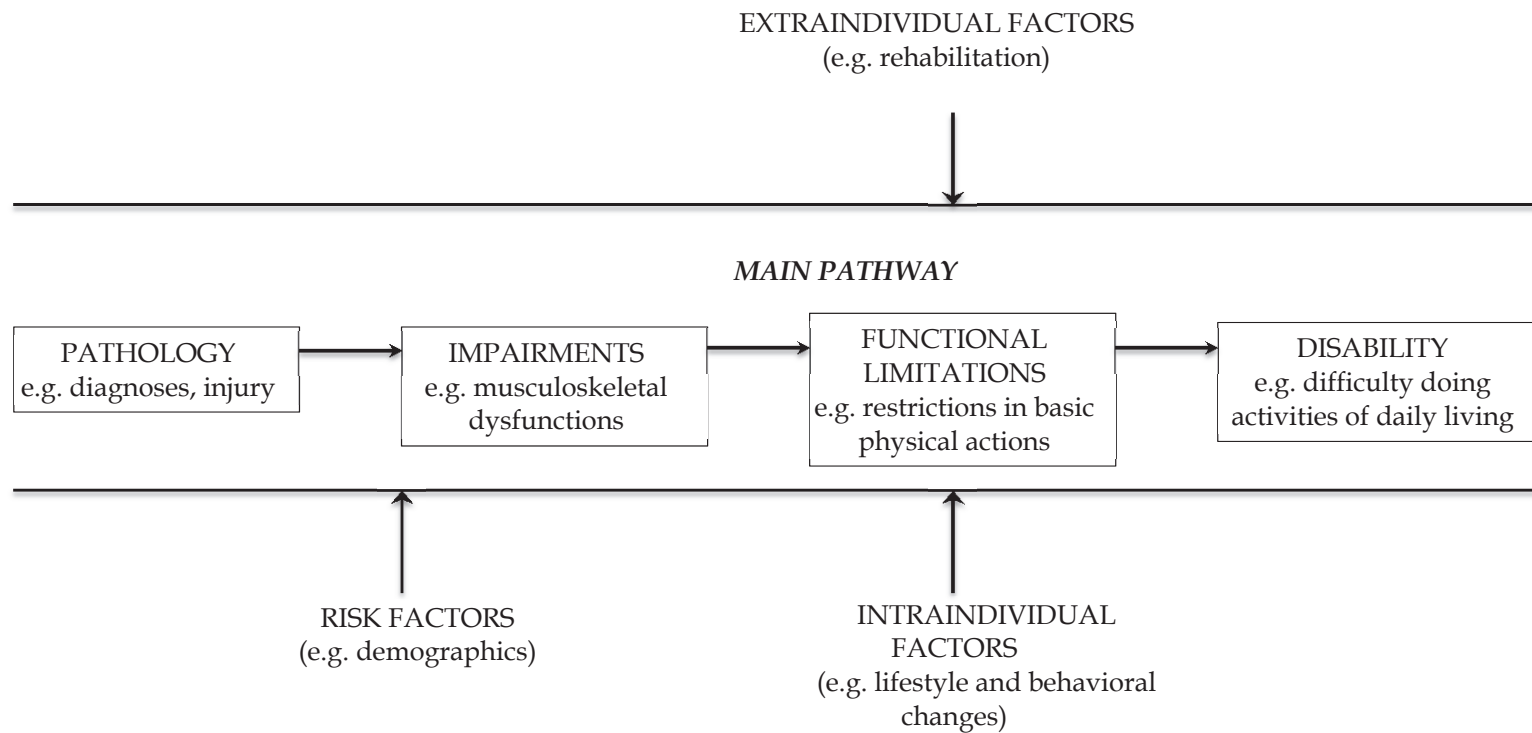 EXTRAINDIVIDUAL FACTORS
(e.g. rehabilitation)
MAIN PATHWAY
PATHOLOGY
e.g. diagnoses, injury
IMPAIRMENTS
e.g. musculoskeletal
dysfunctions
FUNCTIONAL
LIMITATIONS
e.g. restrictions in basic
physical actions
DISABILITY
e.g. difficulty doing
activities of daily living
RISK FACTORS
(e.g. demographics)
INTRAINDIVIDUAL
FACTORS
(e.g. lifestyle and behavioral
changes)